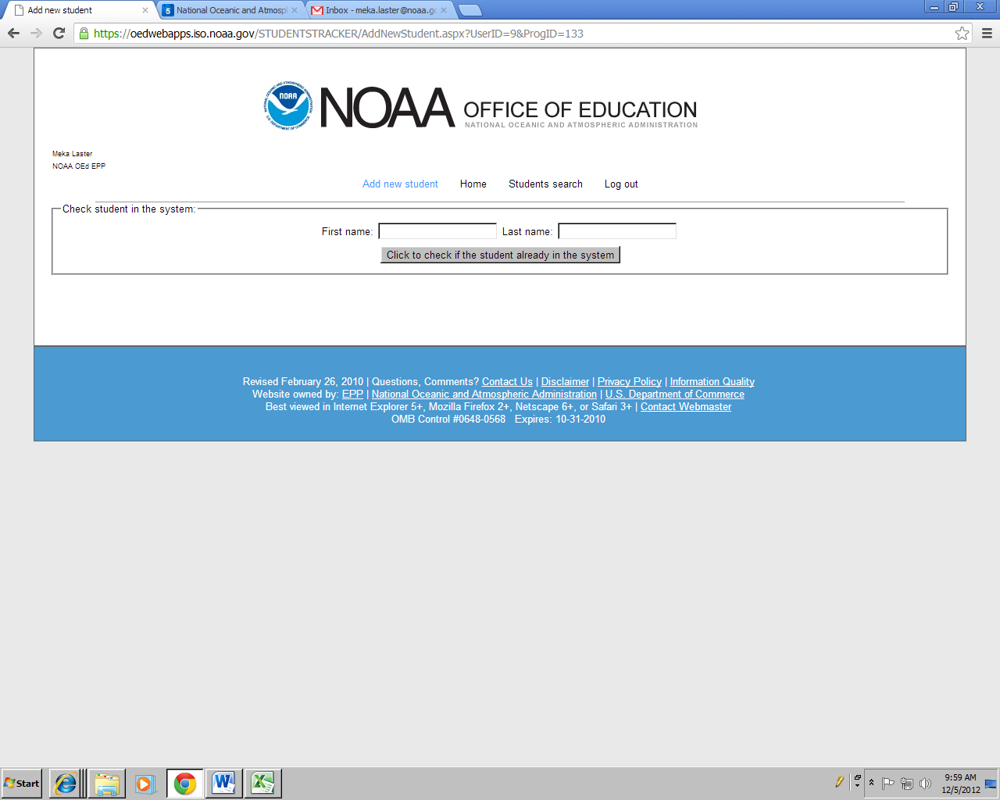 Add new student
National Oceanic and Atmosph
Inbox - meka.laster@noaa.go
https://oedwebapps.iso.noaa.gov/STUDENTSTRACKER/AddNewStudent.aspx?UserID=9&ProgID=133
NOAA OFFICE OF EDUCATION
NATIONAL OCEANIC AND ATMOSPHERIC ADMINISTRATION
Meka Laster
NOAA OEd EPP
Add new student Home Students search Log out
Check student in the system:
First name: Last name:
Click to check if the student already in the system
Revised February 26, 2010 | Questions, Comments? Contact Us | Disclaimer | Privacy Policy | Information Quality
Website owned by: EPP | National Oceanic and Atmospheric Administration | U.S. Department of Commerce
Best viewed in Internet Explorer 5+, Mozilla Firefox 2+, Netscape 6+, or Safari 3+ | Contact Webmaster
OMB Control #0648-0568 Expires: 10-31-2010
Start
9:59 AM
12/5/2012